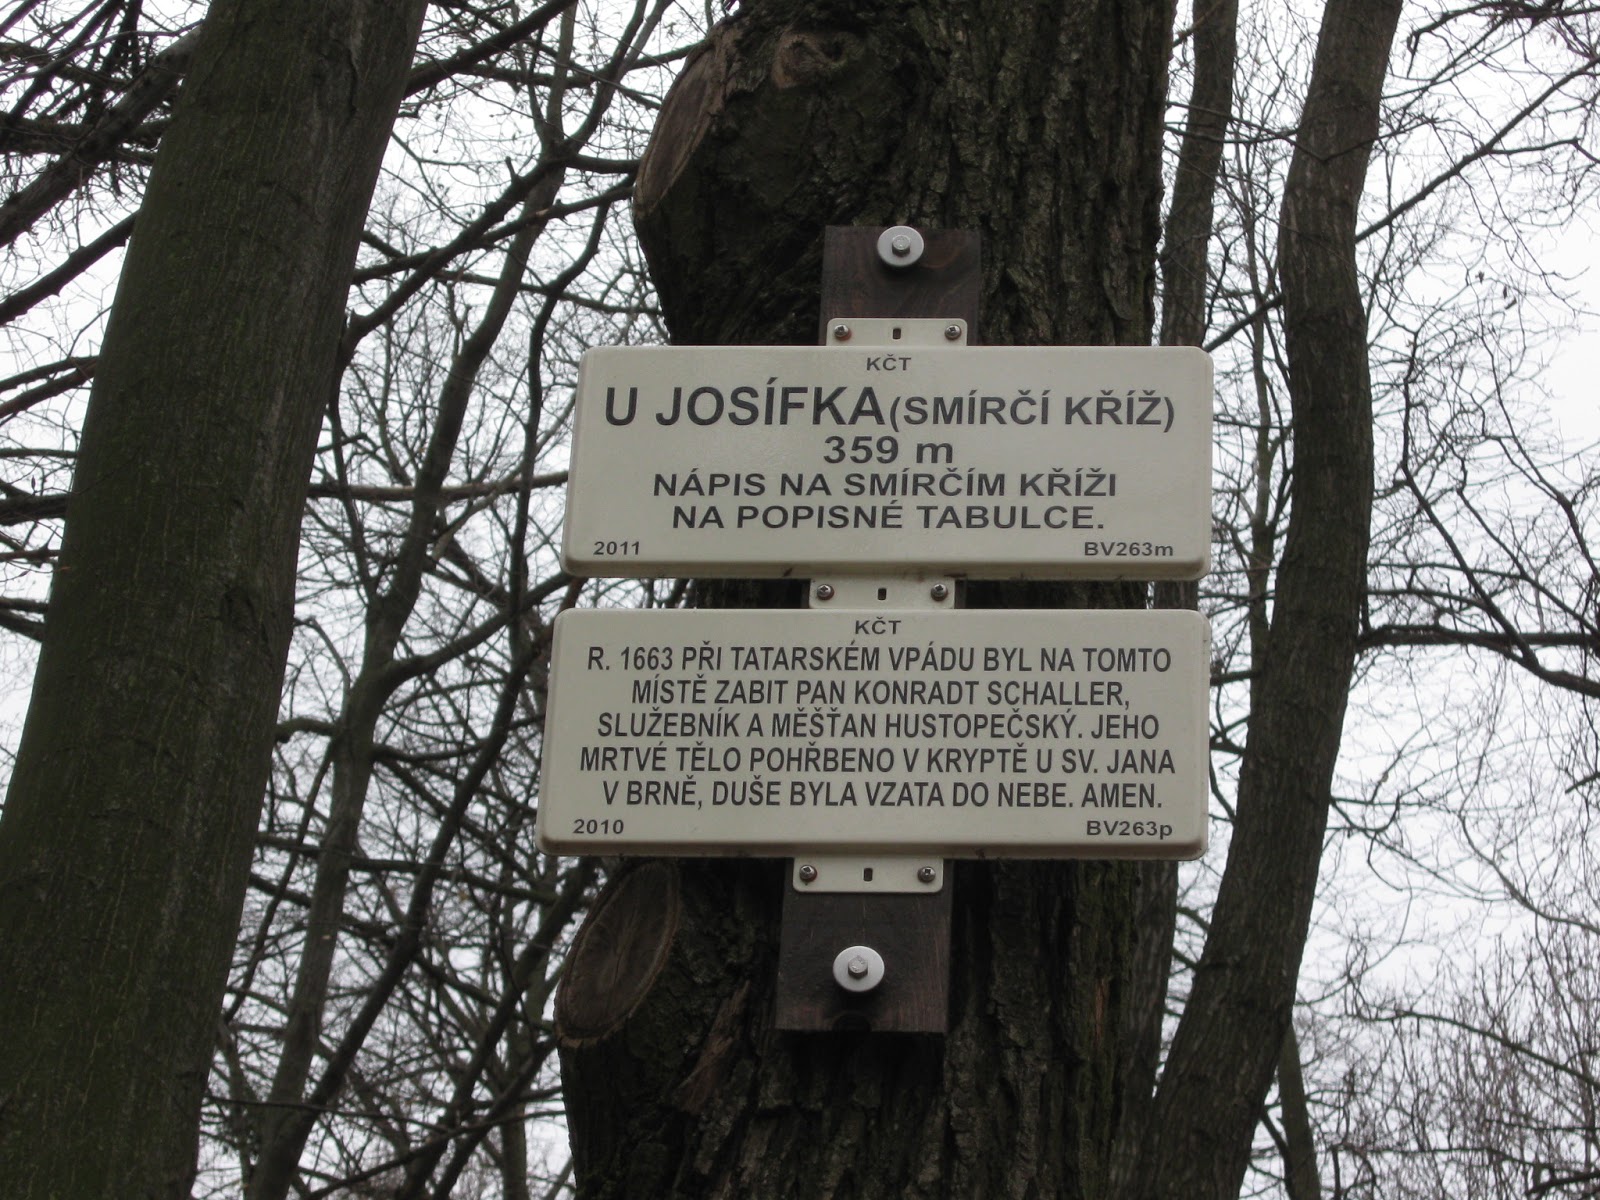 KČT
U JOSÍFKA (SMÍRČÍ KŘÍŽ)
359 m
NÁPIS NA SMÍRČÍM KŘÍŽI
NA POPISNÉ TABULCE.
2011 BV263m
KČT
R. 1663 PŘI TATARSKÉM VPÁDU BYL NA TOMTO
MÍSTĚ ZABIT PAN KONRADT SCHALLER,
SLUŽEBNÍK A MĚŠŤAN HUSTOPEČSKÝ. JEHO
MRTVÉ TĚLO POHŘBENO V KRYPTĚ U SV. JANA
V BRNĚ, DUŠE BYLA VZATA DO NEBE. AMEN.
2010 BV263p